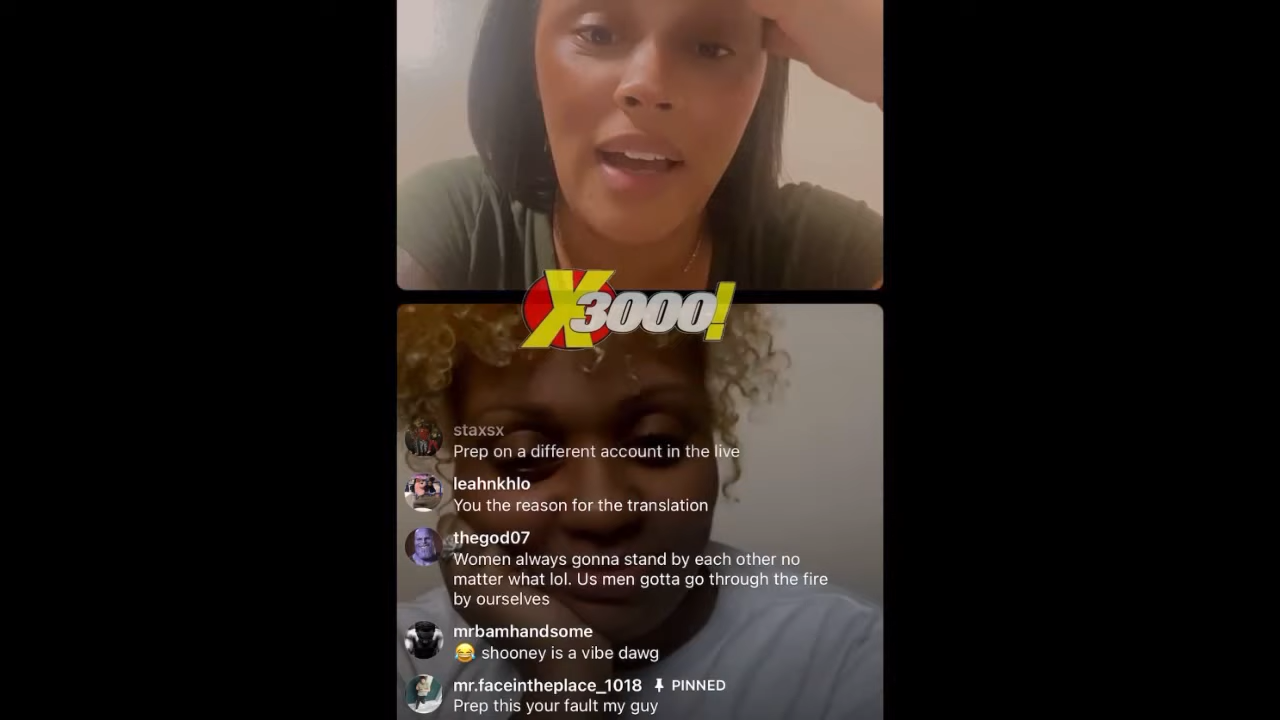 X3000!
staxsx
Prep on a different account in the live
leahnkhlo
You the reason for the translation
thegod07
Women always gonna stand by each other no
matter what lol. Us men gotta go through the fire
by ourselves
mrbamhandsome
😂 shooney is a vibe dawg
mr.faceintheplace_1018 📌 PINNED
Prep this your fault my guy